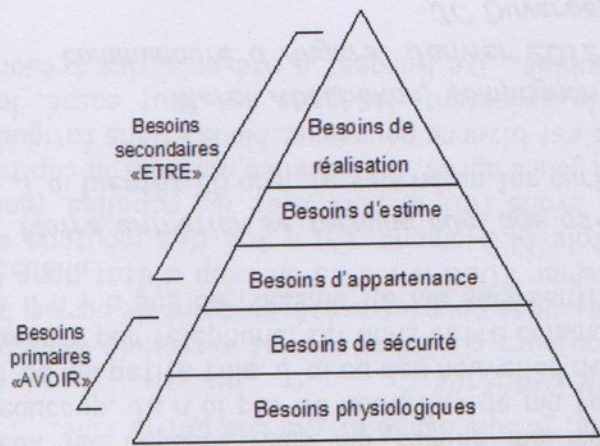 Besoins
secondaires
«ETRE»
Besoins de
réalisation
Besoins d'estime
Besoins d'appartenance
Besoins
primaires
«AVOIR»
Besoins de sécurité
Besoins physiologiques